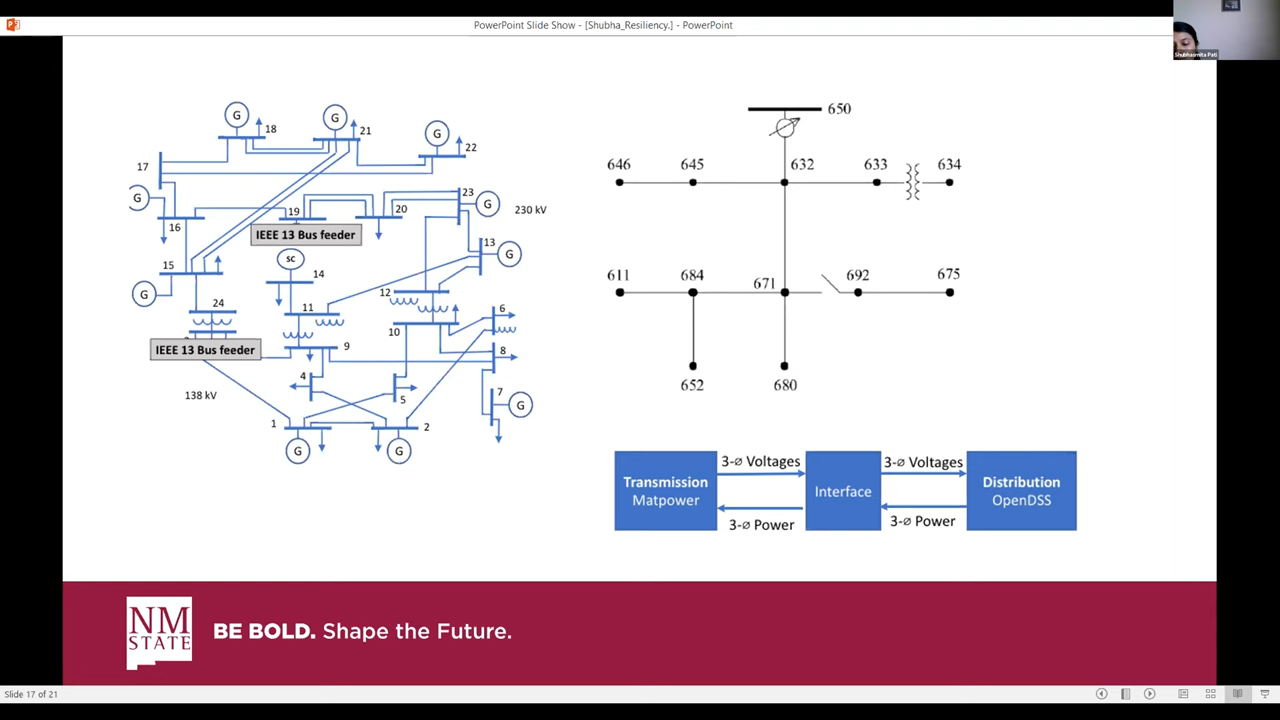 PowerPoint Slide Show - [Shubha_Resiliency.] - PowerPoint
Shubhasmita Pati
G
18
G
21
G
22
17
G
16
19
20
23
G
230 kV
IEEE 13 Bus feeder
13
G
15
G
sc
14
12
24
11
10
6
IEEE 13 Bus feeder
9
8
138 kV
4
5
7
G
1
G
2
G
650
646
645
632
633
634
611
684
671
692
675
652
680
Transmission
Matpower
3-⌀ Voltages
3-⌀ Power
Interface
3-⌀ Voltages
3-⌀ Power
Distribution
OpenDSS
NM
STATE
BE BOLD. Shape the Future.
Slide 17 of 21